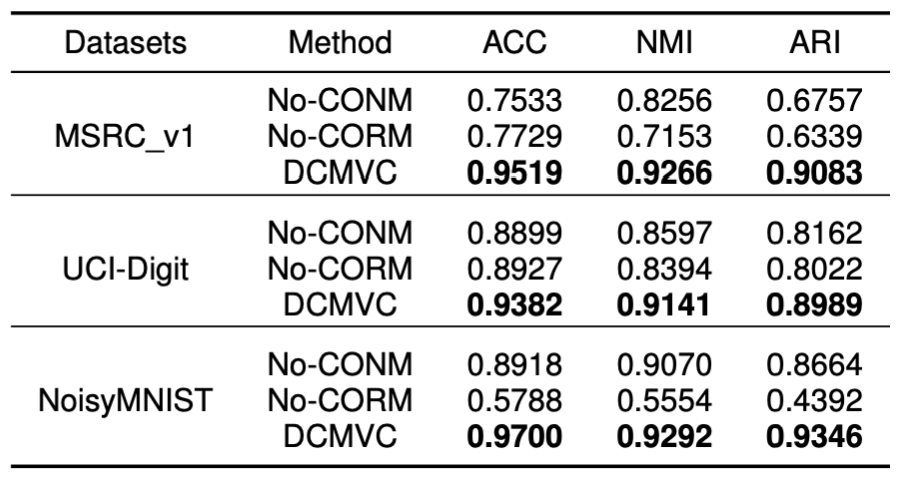 Datasets Method ACC NMI ARI
No-CONM 0.7533 0.8256 0.6757
MSRC_v1 No-CORM 0.7729 0.7153 0.6339
DCMVC 0.9519 0.9266 0.9083
No-CONM 0.8899 0.8597 0.8162
UCI-Digit No-CORM 0.8927 0.8394 0.8022
DCMVC 0.9382 0.9141 0.8989
No-CONM 0.8918 0.9070 0.8664
NoisyMNIST No-CORM 0.5788 0.5554 0.4392
DCMVC 0.9700 0.9292 0.9346